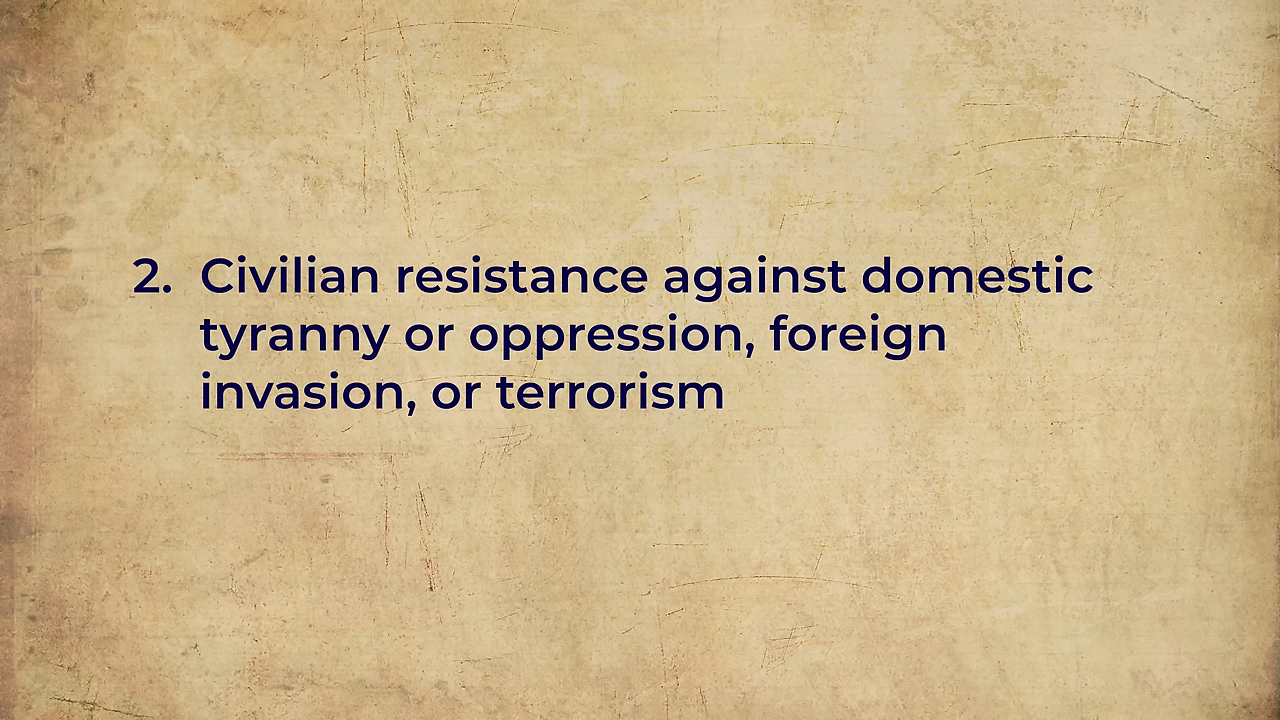 2. Civilian resistance against domestic
tyranny or oppression, foreign
invasion, or terrorism